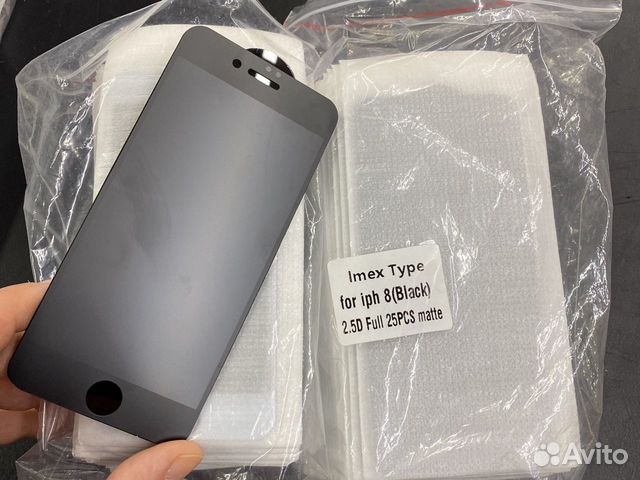 Imex Type
for iph 8(Black)
2.5D Full 25PCS matte
Avito